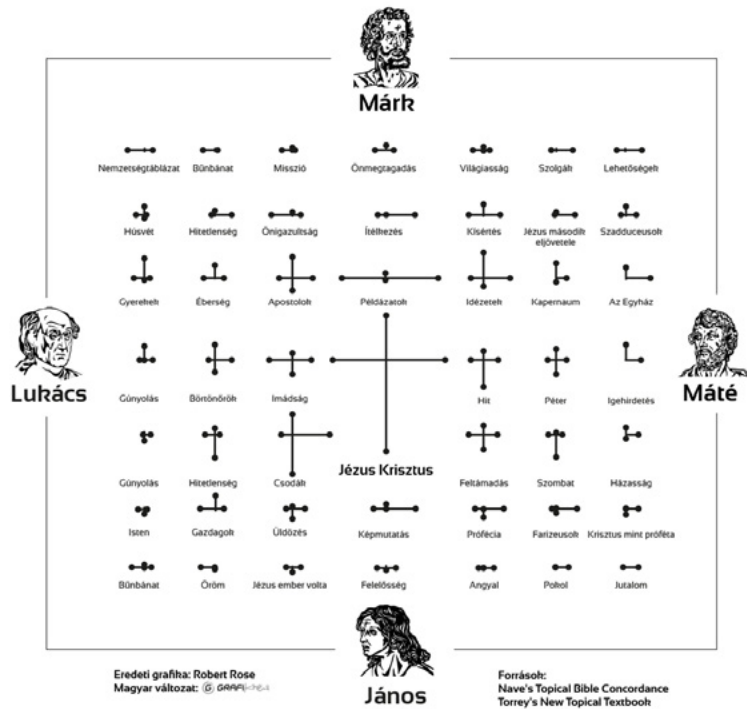 Márk
Nemzetségtáblázat Bűnbánat Misszió Önmegtagadás Világiasság Szolgák Lehetőségek
Húsvét Hitetlenség Önigazultság Ítélkezés Kísértés Jézus második eljövetele Szadduceusok
Gyerekek Éberség Apostolok Példázatok Idézetek Kapernaum Az Egyház
Lukács
Máté
Gúnyolás Börtönőrök Imádság Hit Péter Igehirdetés
Jézus Krisztus
Gúnyolás Hitetlenség Csodák Feltámadás Szombat Házasság
Isten Gazdagok Üldözés Képmutatás Prófécia Farizeusok Krisztus mint próféta
Bűnbánat Öröm Jézus ember volta Felelősség Angyal Pokol Jutalom
János
Eredeti grafika: Robert Rose
Magyar változat: GRAFI
Források:
Nave's Topical Bible Concordance
Torrey's New Topical Textbook